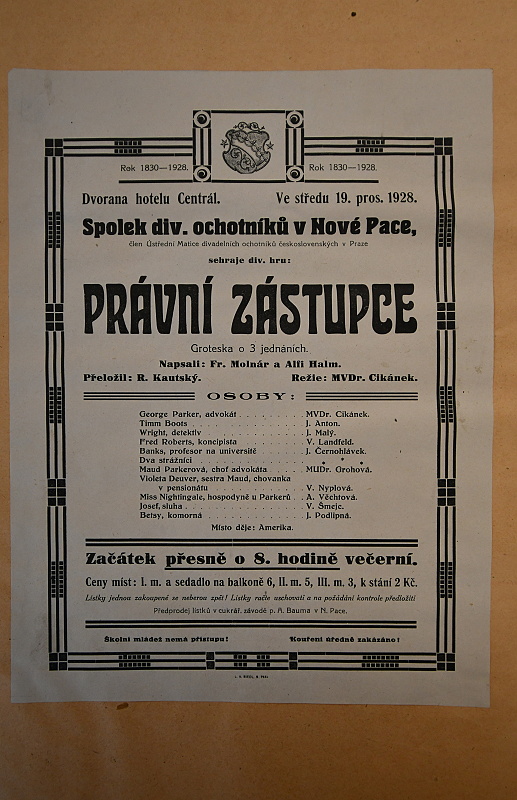 Rok 1830—1928. Rok 1830—1928.
Dvorana hotelu Centrál. Ve středu 19. pros. 1928.
Spolek div. ochotníků v Nové Pace,
člen Ústřední Matice divadelních ochotníků československých v Praze
sehraje div. hru:
PRÁVNÍ ZÁSTUPCE
Groteska o 3 jednáních.
Napsali: Fr. Molnár a Alfi Halm.
Přeložil: R. Kautský. Režie: MVDr. Cikánek.
OSOBY:
George Parker, advokát . . . . . . . . MVDr. Cikánek.
Timm Boots . . . . . . . . J. Anton.
Wright, detektiv . . . . . . . . J. Malý.
Fred Roberts, koncipista . . . . . . . . V. Landfeld.
Banks, profesor na universitě . . . . . . . . J. Černohlávek.
Dva strážníci . . . . . . . . * * *
Maud Parkerová, choť advokáta . . . . MUDr. Grohová.
Violeta Deuver, sestra Maud, chovanka
v pensionátu . . . . . . . . V. Nyplová.
Miss Nightingale, hospodyně u Parkerů . A. Věchtová.
Josef, sluha . . . . . . . . V. Šmejc.
Betsy, komorná . . . . . . . . J. Podlipná.
Místo děje: Amerika.
Začátek přesně o 8. hodině večerní.
Ceny míst: I. m. a sedadlo na balkoně 6, II. m. 5, III. m. 3, k stání 2 Kč.
Lístky jednou zakoupené se neberou zpět! Lístky račte uschovati a na požádání kontrole předložiti
Předprodej lístků v cukrář. závodě p. A. Bauma v N. Pace.
Školní mládež nemá přístupu! Kouření úředně zakázáno!